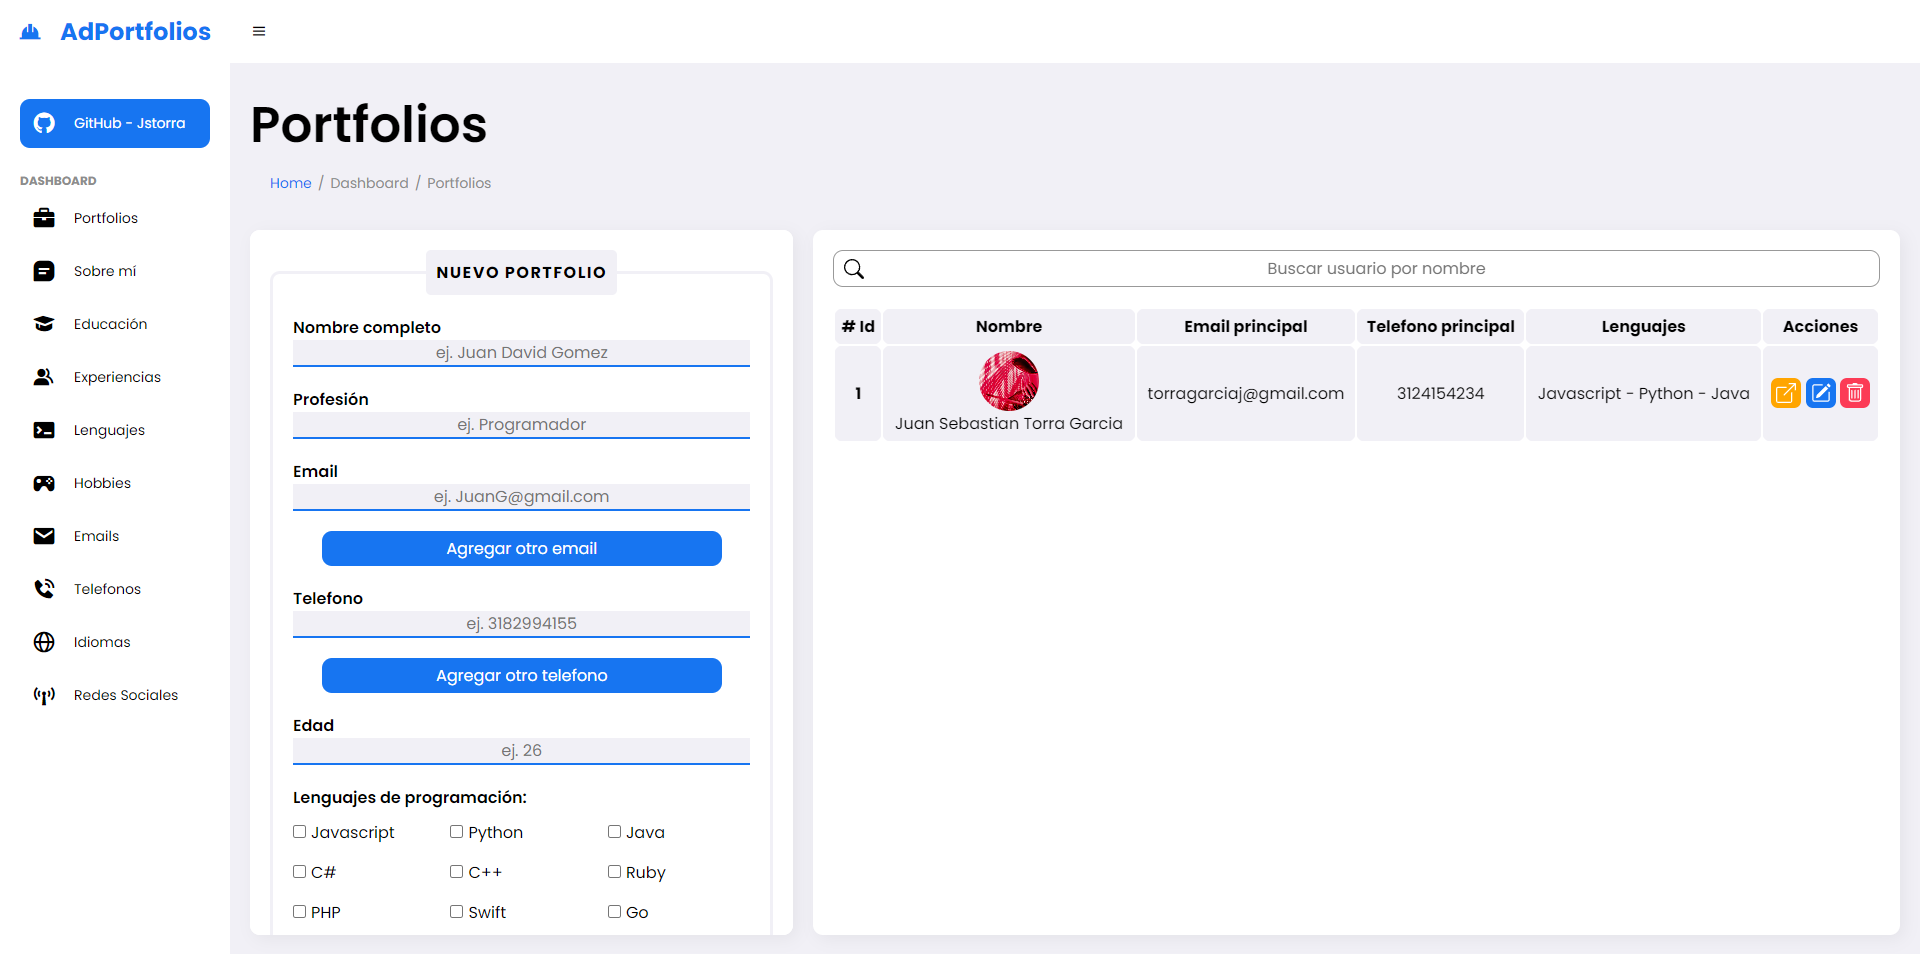 AdPortfolios
GitHub - Jstorra
DASHBOARD
Portfolios
Sobre mí
Educación
Experiencias
Lenguajes
Hobbies
Emails
Telefonos
Idiomas
Redes Sociales
Portfolios
Home / Dashboard / Portfolios
NUEVO PORTFOLIO
Nombre completo
ej. Juan David Gomez
Profesión
ej. Programador
Email
ej. JuanG@gmail.com
Agregar otro email
Telefono
ej. 3182994155
Agregar otro telefono
Edad
ej. 26
Lenguajes de programación:
Javascript Python Java
C# C++ Ruby
PHP Swift Go
Buscar usuario por nombre
# Id Nombre Email principal Telefono principal Lenguajes Acciones
1 Juan Sebastian Torra Garcia torragarciaj@gmail.com 3124154234 Javascript - Python - Java